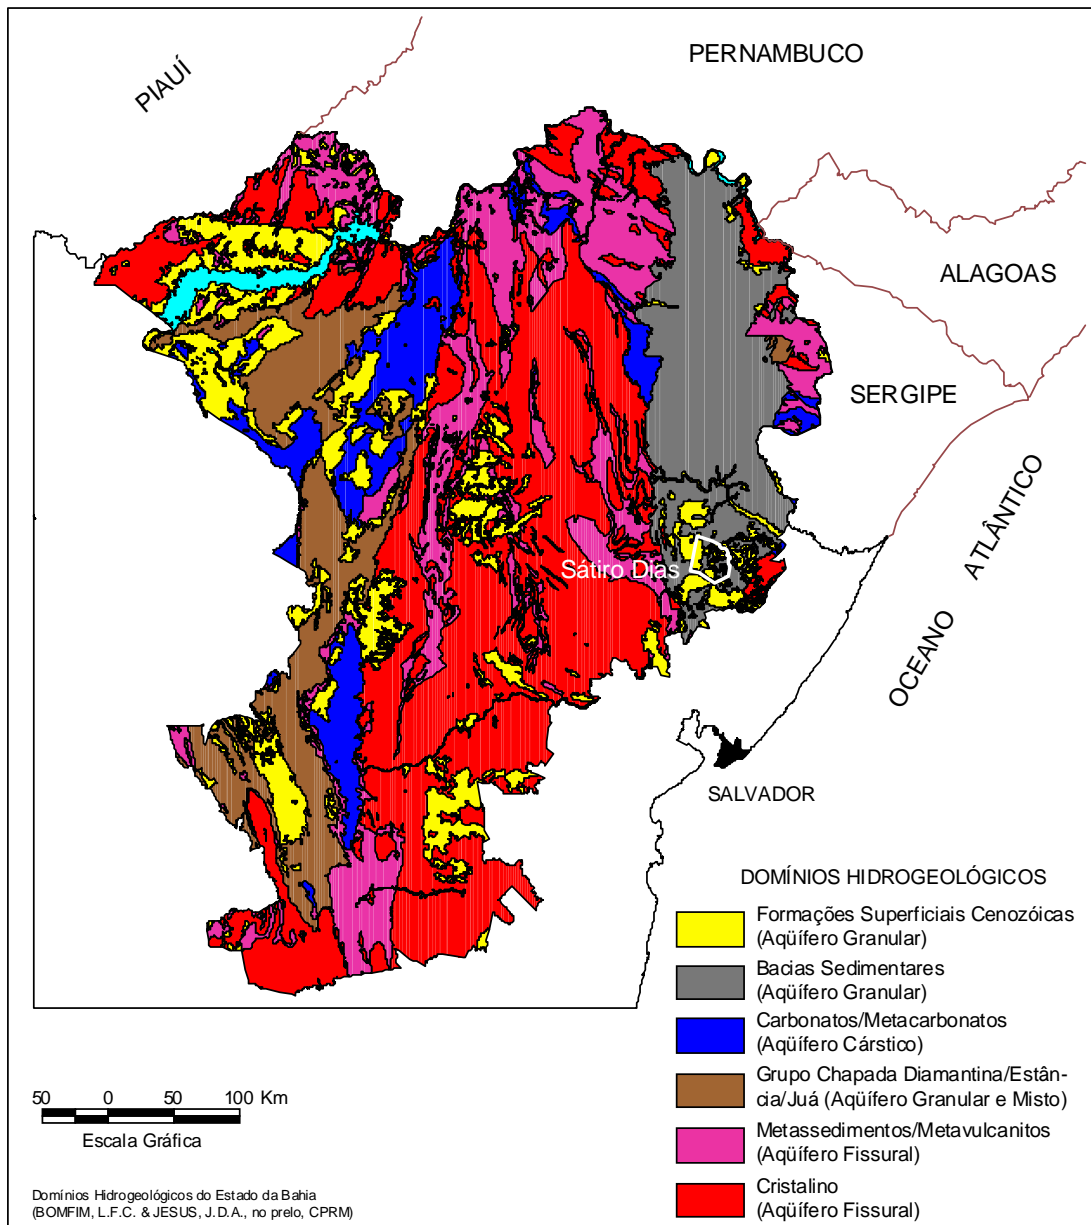 PERNAMBUCO
PIAUÍ
ALAGOAS
SERGIPE
OCEANO ATLÂNTICO
Sátiro Dias
SALVADOR
DOMÍNIOS HIDROGEOLÓGICOS
Formações Superficiais Cenozóicas
(Aqüífero Granular)
Bacias Sedimentares
(Aqüífero Granular)
Carbonatos/Metacarbonatos
(Aqüífero Cárstico)
Grupo Chapada Diamantina/Estân-
cia/Juá (Aqüífero Granular e Misto)
Metassedimentos/Metavulcanitos
(Aqüífero Fissural)
Cristalino
(Aqüífero Fissural)
50 0 50 100 Km
Escala Gráfica
Domínios Hidrogeológicos do Estado da Bahia
(BOMFIM, L.F.C. & JESUS, J.D.A., no prelo, CPRM)